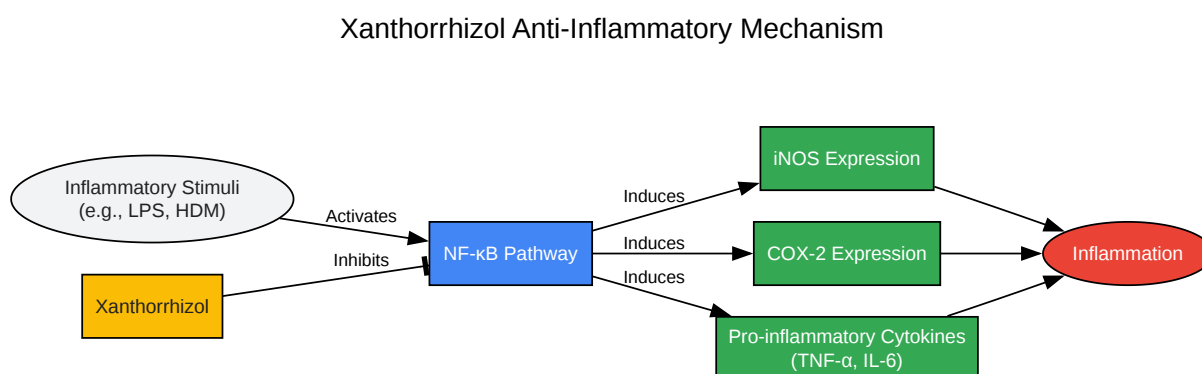 Xanthorrhizol Anti-Inflammatory Mechanism
Inflammatory Stimuli
(e.g., LPS, HDM)
Activates
Xanthorrhizol
Inhibits
NF-κB Pathway
Induces
Induces
Induces
iNOS Expression
COX-2 Expression
Pro-inflammatory Cytokines
(TNF-α, IL-6)
Inflammation